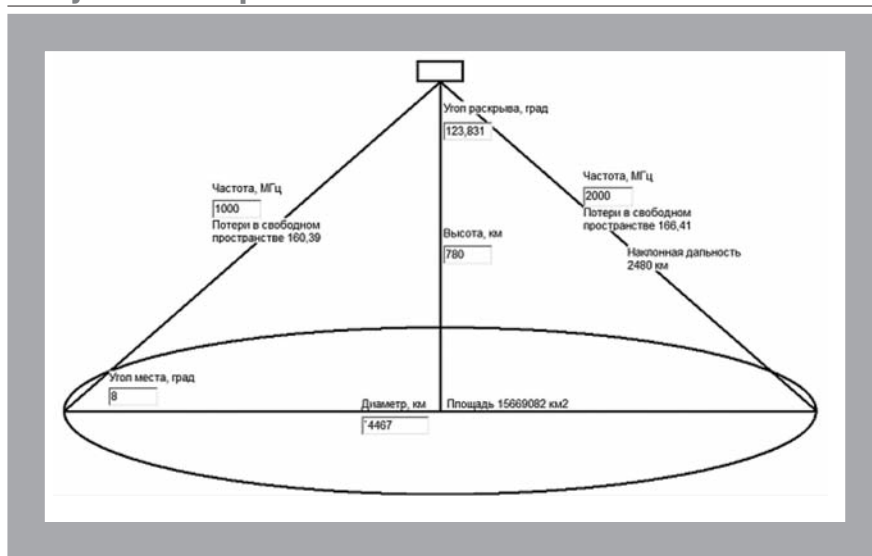 Угол раскрыва, град
123,831
Частота, МГц
1000
Потери в свободном
пространстве 160,39
Частота, МГц
2000
Потери в свободном
пространстве 166,41
Высота, км
780
Наклонная дальность
2480 км
Угол места, град
8
Диаметр, км
4467
Площадь 15669082 км2